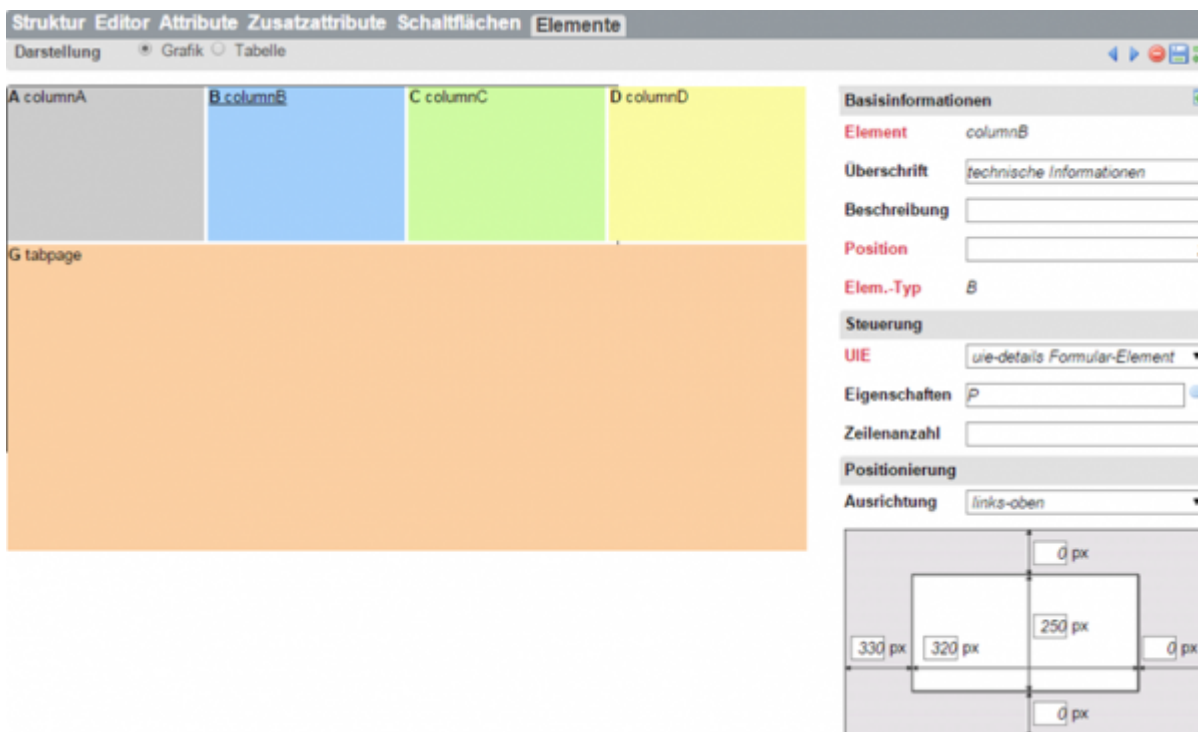 Struktur Editor Attribute Zusatzattribute Schaltflächen Elemente
Darstellung Grafik Tabelle
A columnA B columnB C columnC D columnD
G tabpage
Basisinformationen
Element columnB
Überschrift technische Informationen
Beschreibung
Position
Elem.-Typ B
Steuerung
UIE uie-details Formular-Element
Eigenschaften P
Zeilenanzahl
Positionierung
Ausrichtung links-oben
0 px
250 px
330 px 320 px 0 px
0 px